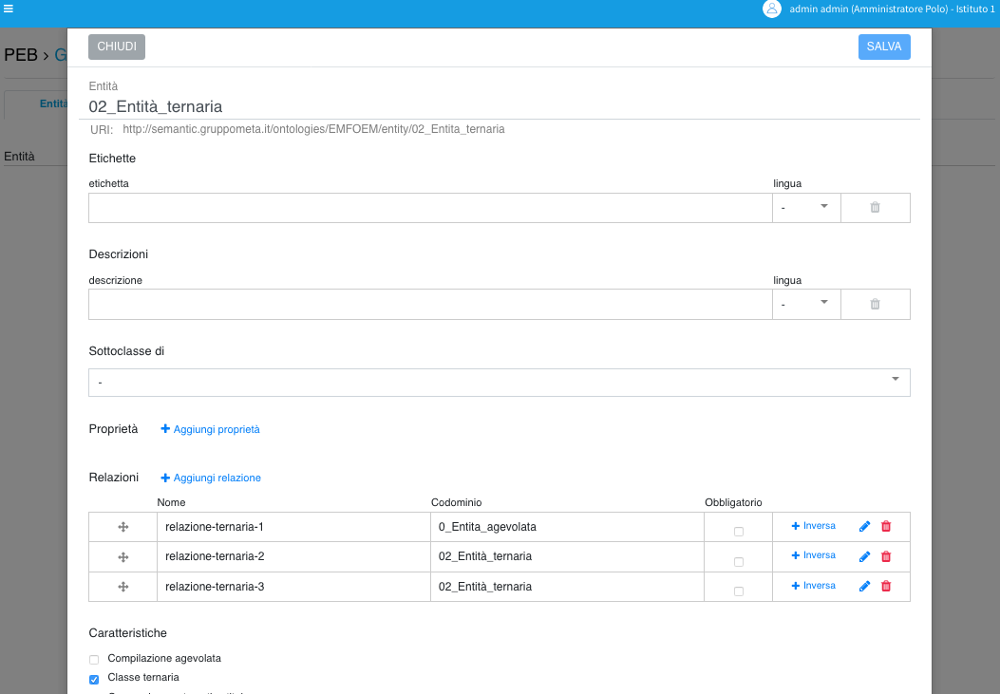 admin admin (Amministratore Polo) - Istituto 1
PEB › G
CHIUDI
SALVA
Entità
Entità
Entità
02_Entità_ternaria
URI: http://semantic.gruppometa.it/ontologies/EMFOEM/entity/02_Entita_ternaria
Etichette
etichetta lingua
-
Descrizioni
descrizione lingua
-
Sottoclasse di
-
Proprietà + Aggiungi proprietà
Relazioni + Aggiungi relazione
Nome Codominio Obbligatorio
relazione-ternaria-1 0_Entita_agevolata + Inversa
relazione-ternaria-2 02_Entità_ternaria + Inversa
relazione-ternaria-3 02_Entità_ternaria + Inversa
Caratteristiche
Compilazione agevolata
Classe ternaria